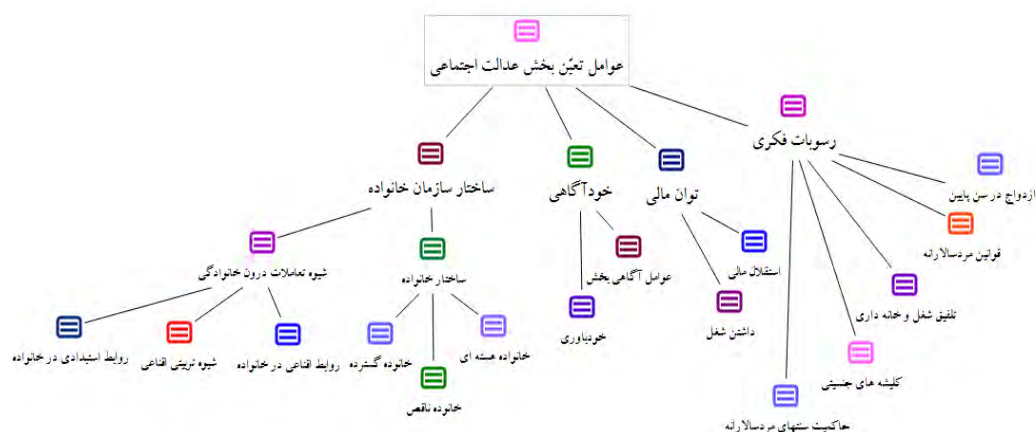 عوامل تعیّن بخش عدالت اجتماعی
رسوبات فکری
توان مالی
خودآگاهی
ساختار سازمان خانواده
ازدواج در سن پایین
قوانین مردسالارانه
تلفیق شغل و خانه داری
کلیشه های جنسیتی
حاکمیت سنتهای مردسالارانه
استقلال مالی
داشتن شغل
عوامل آگاهی بخش
خودباوری
ساختار خانواده
شیوه تعاملات درون خانوادگی
خانواده هسته ای
خانوده ناقص
خانوده گسترده
روابط اقناعی در خانواده
شیوه تربیتی اقناعی
روابط استبدادی در خانواده